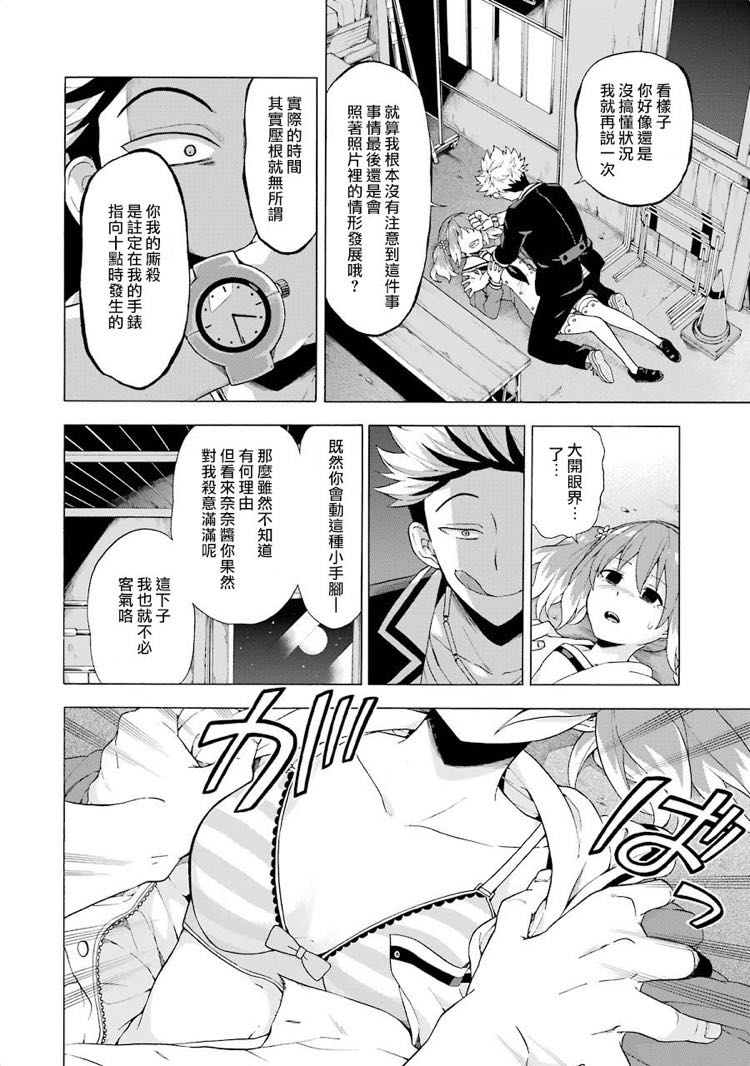 看樣子
你好像還是
沒搞懂狀況
我就再說一次
就算我根本沒有注意到這件事
事情最後還是會
照著照片裡的情形發展哦？
實際的時間
其實壓根就無所謂
你我的廝殺
是註定在我的手錶
指向十點時發生的
大開眼界…
了…
既然你會動這種小手腳ー
那麼雖然不知道
有何理由
但看來奈奈醬你果然
對我殺意滿滿呢
這下子
我也就不必
客氣咯
がばっ
ガバッ